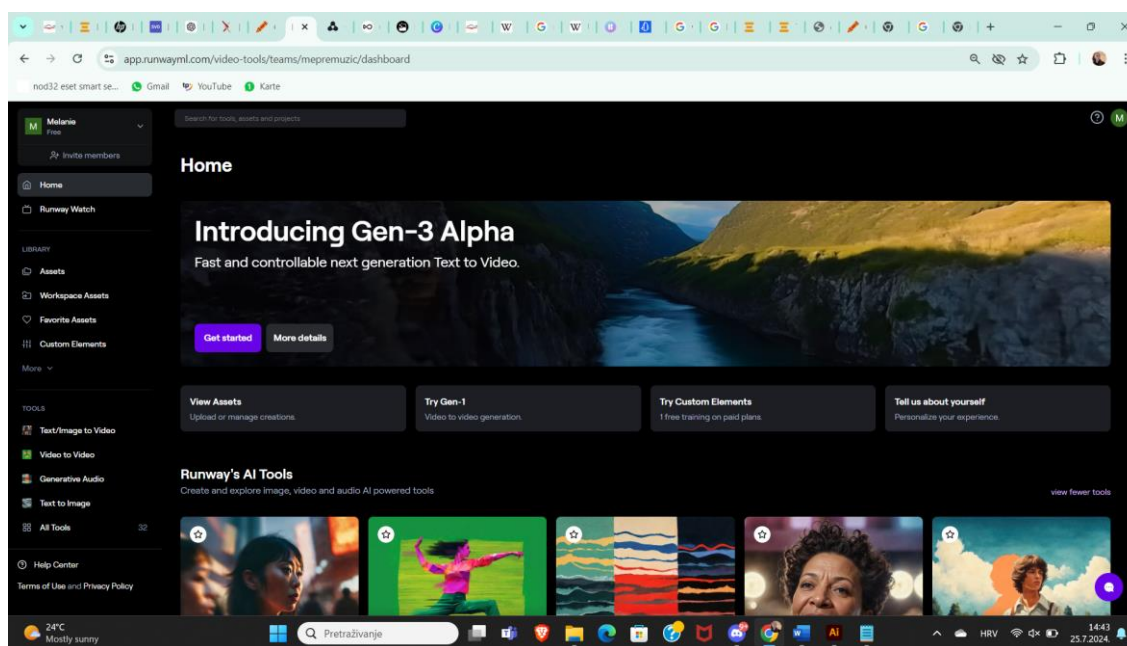 app.runwayml.com/video-tools/teams/mepremuzic/dashboard
nod32 eset smart se...
Gmail
YouTube
Karte
M
Melanie
Free
Invite members
Search for tools, assets and projects
M
Home
Runway Watch
LIBRARY
Assets
Workspace Assets
Favorite Assets
Custom Elements
More
TOOLS
Text/Image to Video
Video to Video
Generative Audio
Text to Image
All Tools 32
Help Center
Terms of Use and Privacy Policy
Home
Introducing Gen-3 Alpha
Fast and controllable next generation Text to Video.
Get started
More details
View Assets
Upload or manage creations.
Try Gen-1
Video to video generation.
Try Custom Elements
1 free training on paid plans.
Tell us about yourself
Personalize your experience.
Runway's AI Tools
Create and explore image, video and audio AI powered tools
view fewer tools
24°C
Mostly sunny
Pretraživanje
Ai
HRV
14:43
25.7.2024.